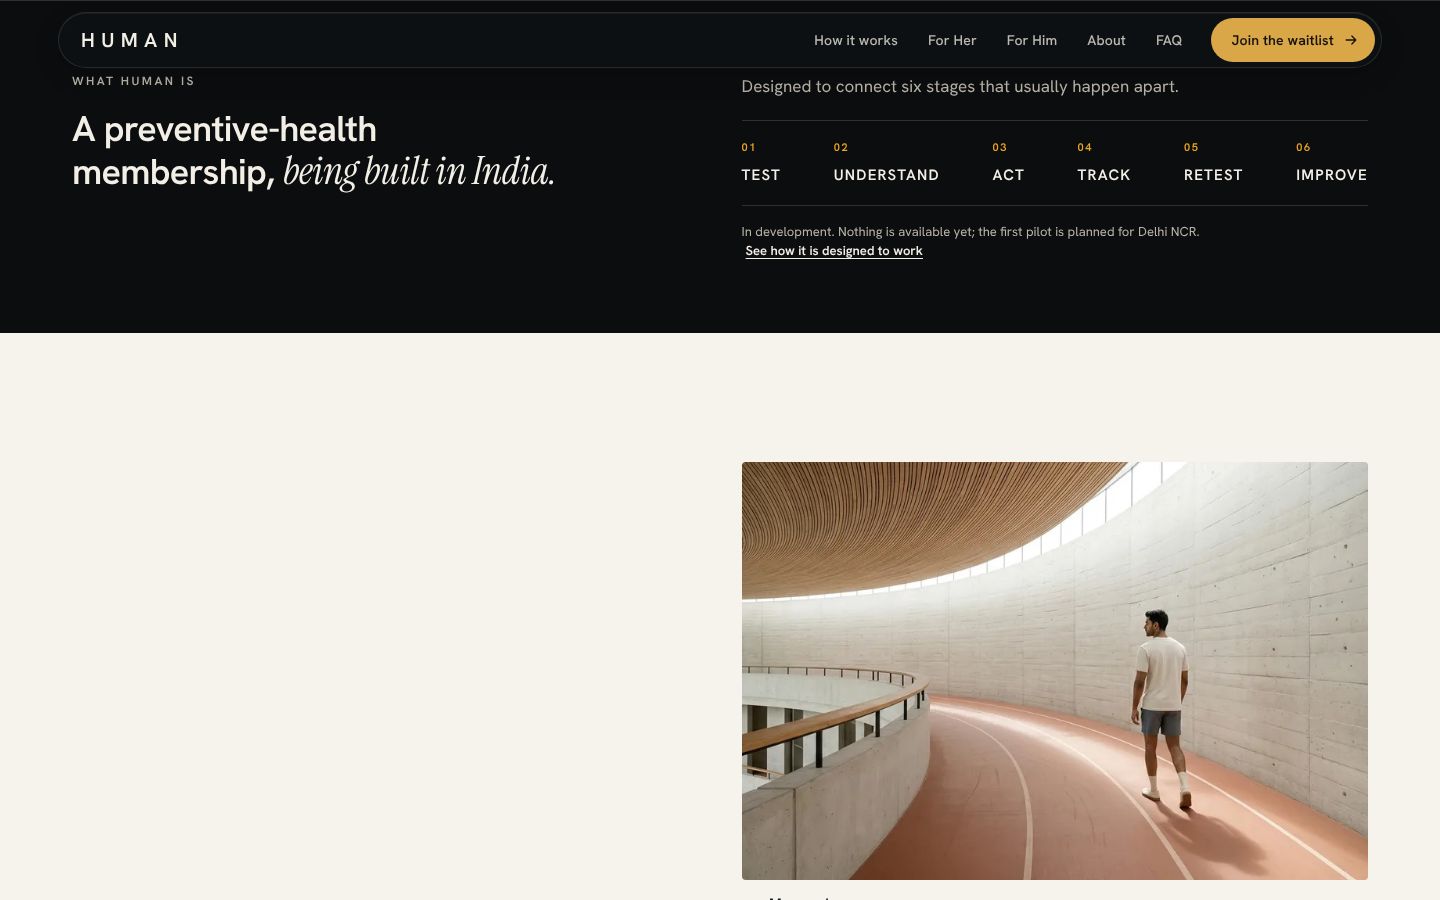 HUMAN
How it works
For Her
For Him
About
FAQ
Join the waitlist →
WHAT HUMAN IS
A preventive-health
membership, being built in India.
Designed to connect six stages that usually happen apart.
01 02 03 04 05 06
TEST UNDERSTAND ACT TRACK RETEST IMPROVE
In development. Nothing is available yet; the first pilot is planned for Delhi NCR.
See how it is designed to work